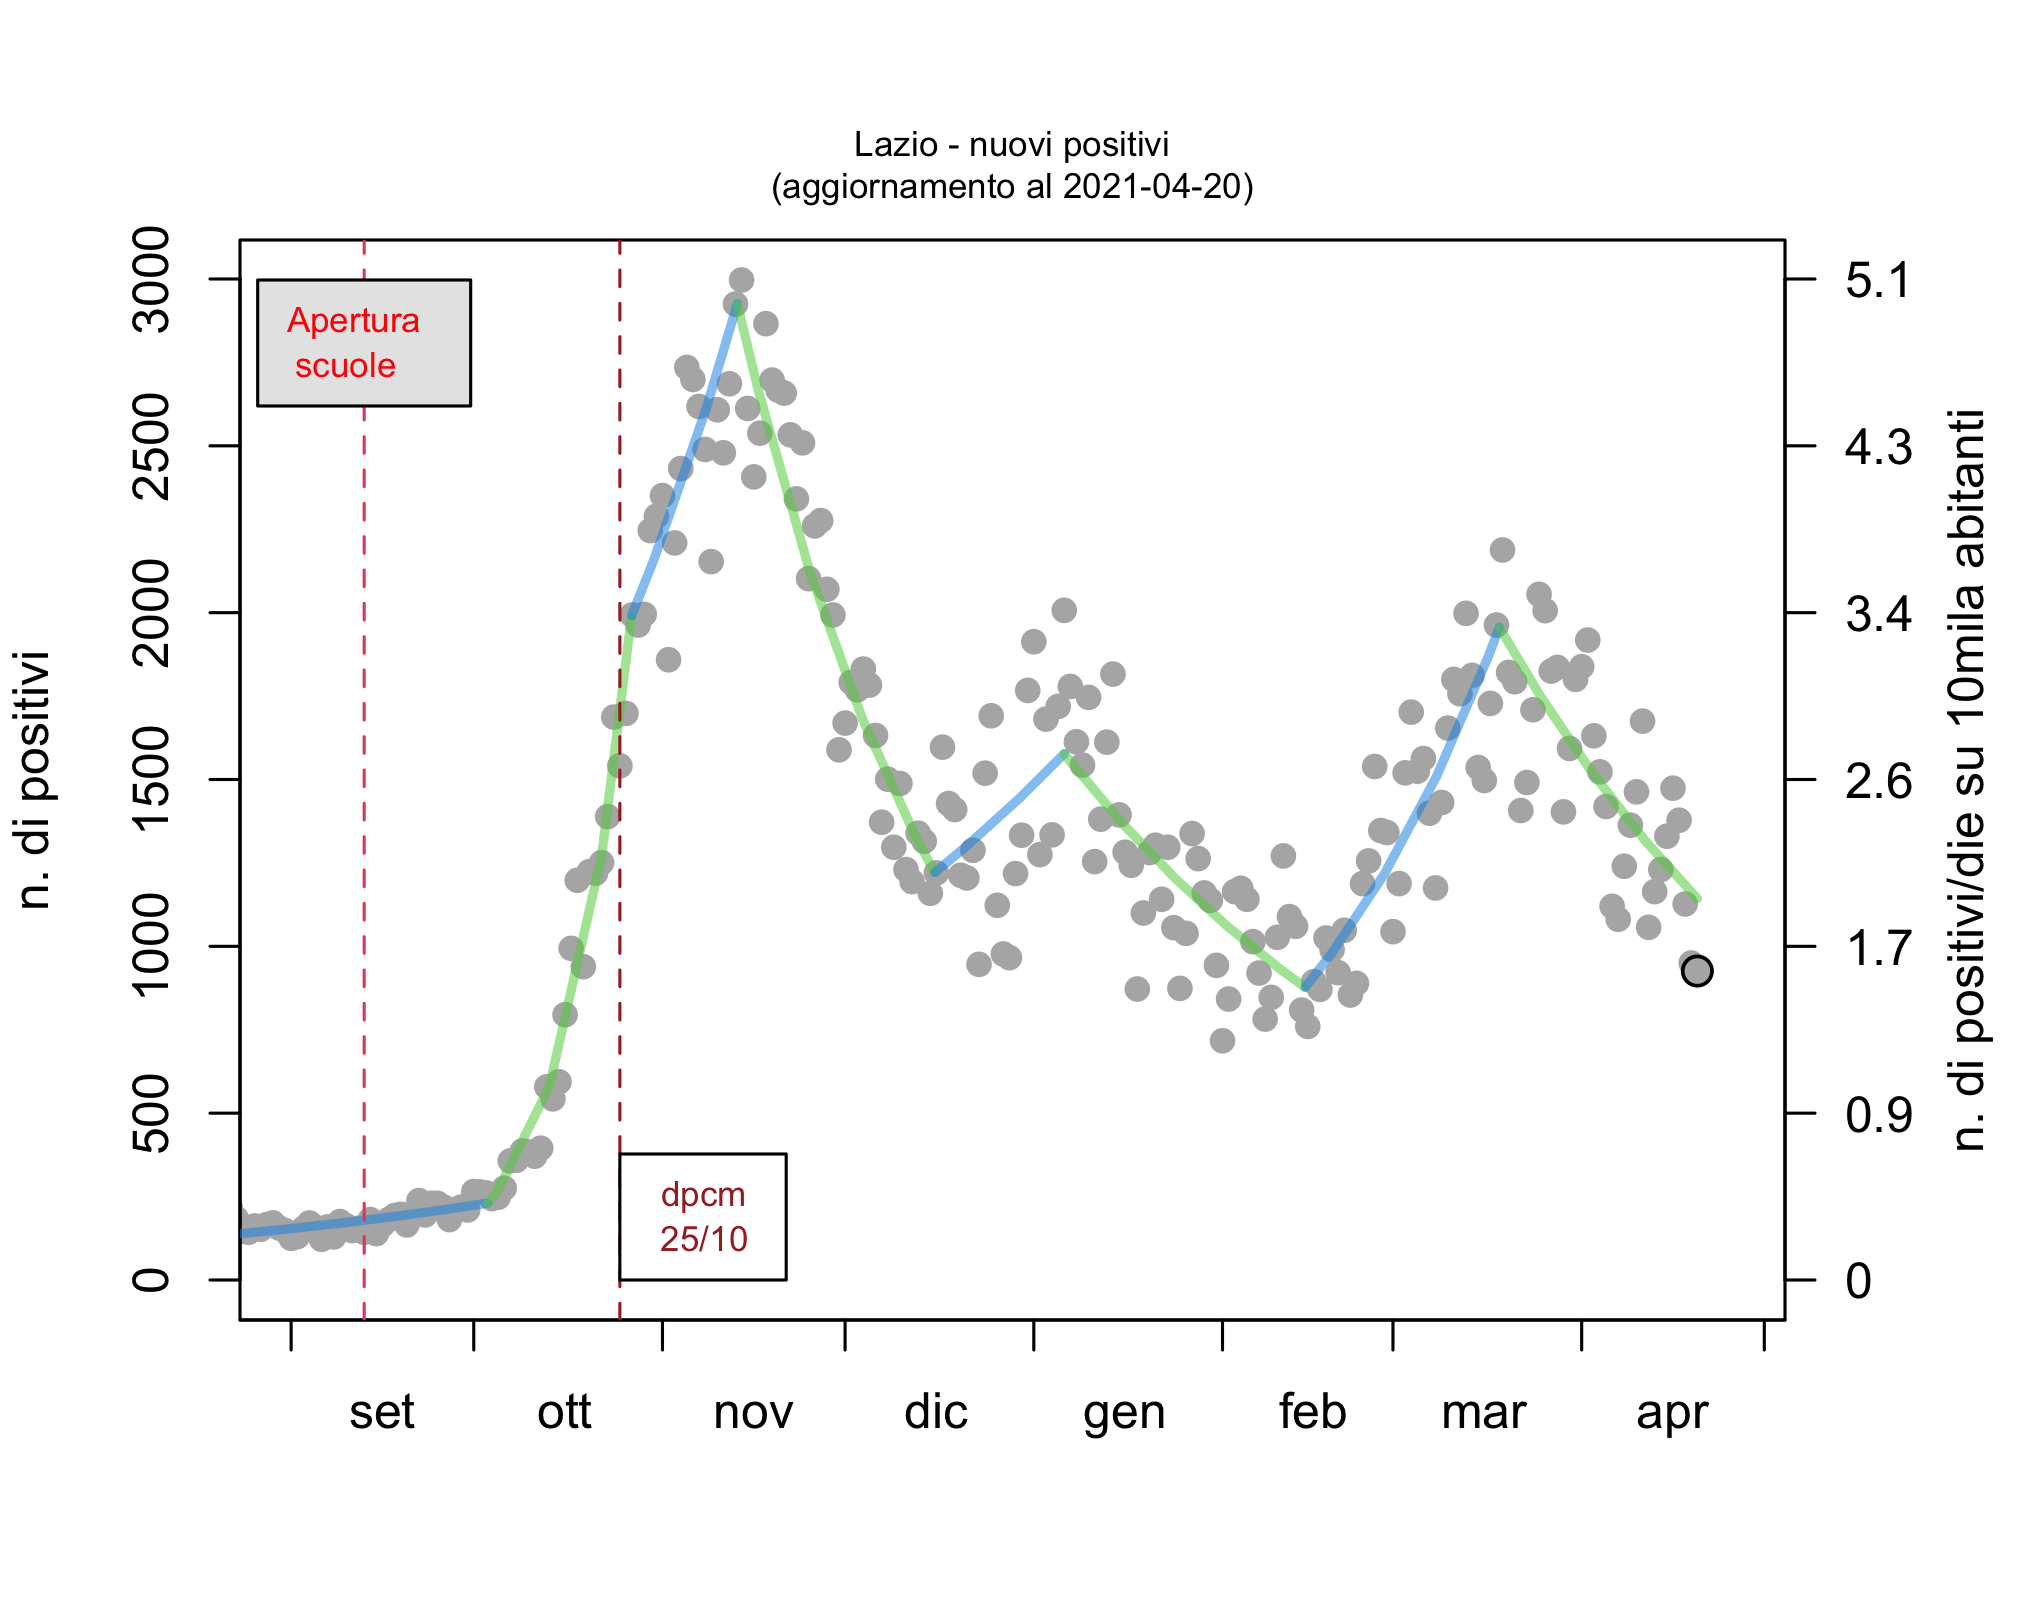 Lazio - nuovi positivi
(aggiornamento al 2021-04-20)
n. di positivi
3000
2500
2000
1500
1000
500
0
Apertura
scuole
dpcm
25/10
5.1
4.3
3.4
2.6
1.7
0.9
0
n. di positivi/die su 10mila abitanti
set ott nov dic gen feb mar apr